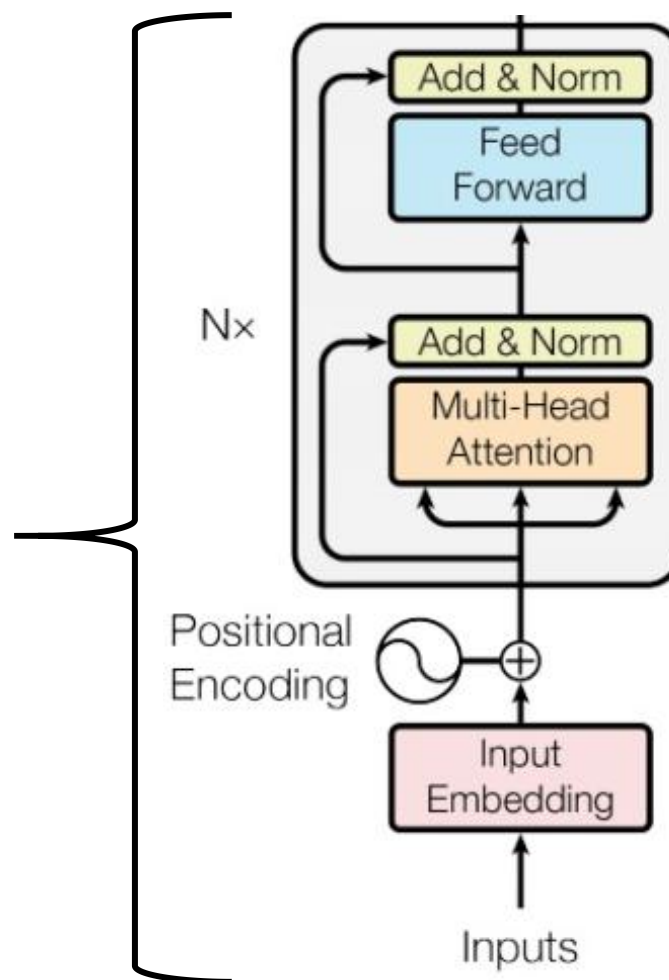 Add & Norm
Feed
Forward
N×
Add & Norm
Multi-Head
Attention
Positional
Encoding
Input
Embedding
Inputs